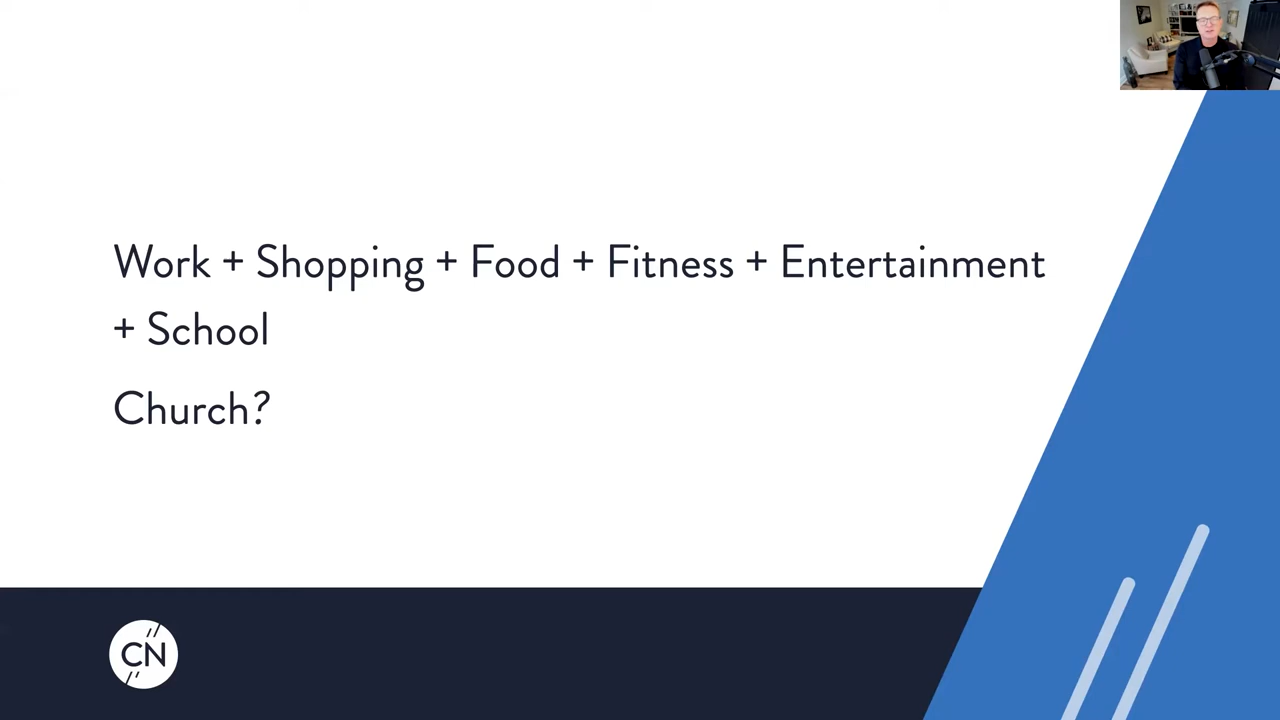 Work + Shopping + Food + Fitness + Entertainment
+ School
Church?
CN